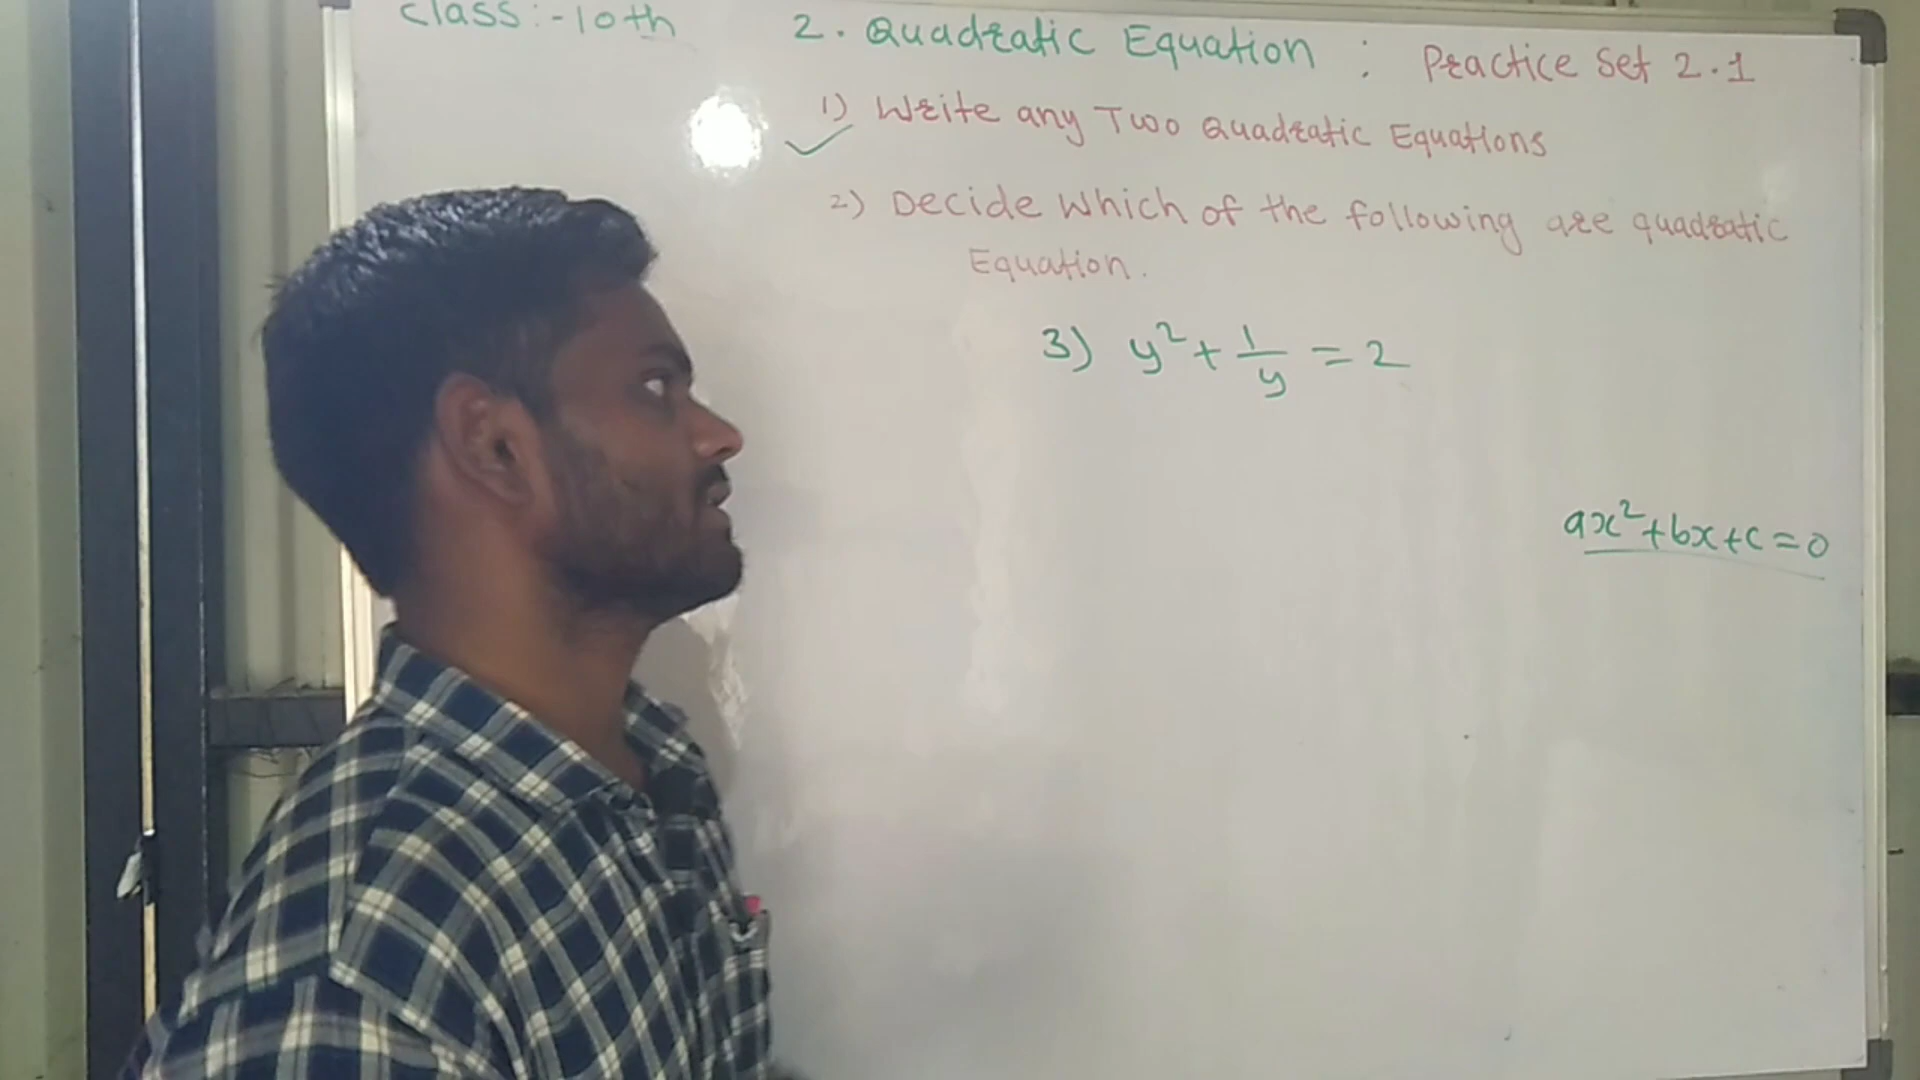 Class:-10th 2. Quadratic Equation : Practice Set 2.1
1) Write any Two Quadratic Equations
2) Decide Which of the following are quadratic
Equation.
3) y² + 1/y = 2
ax²+bx+c=0